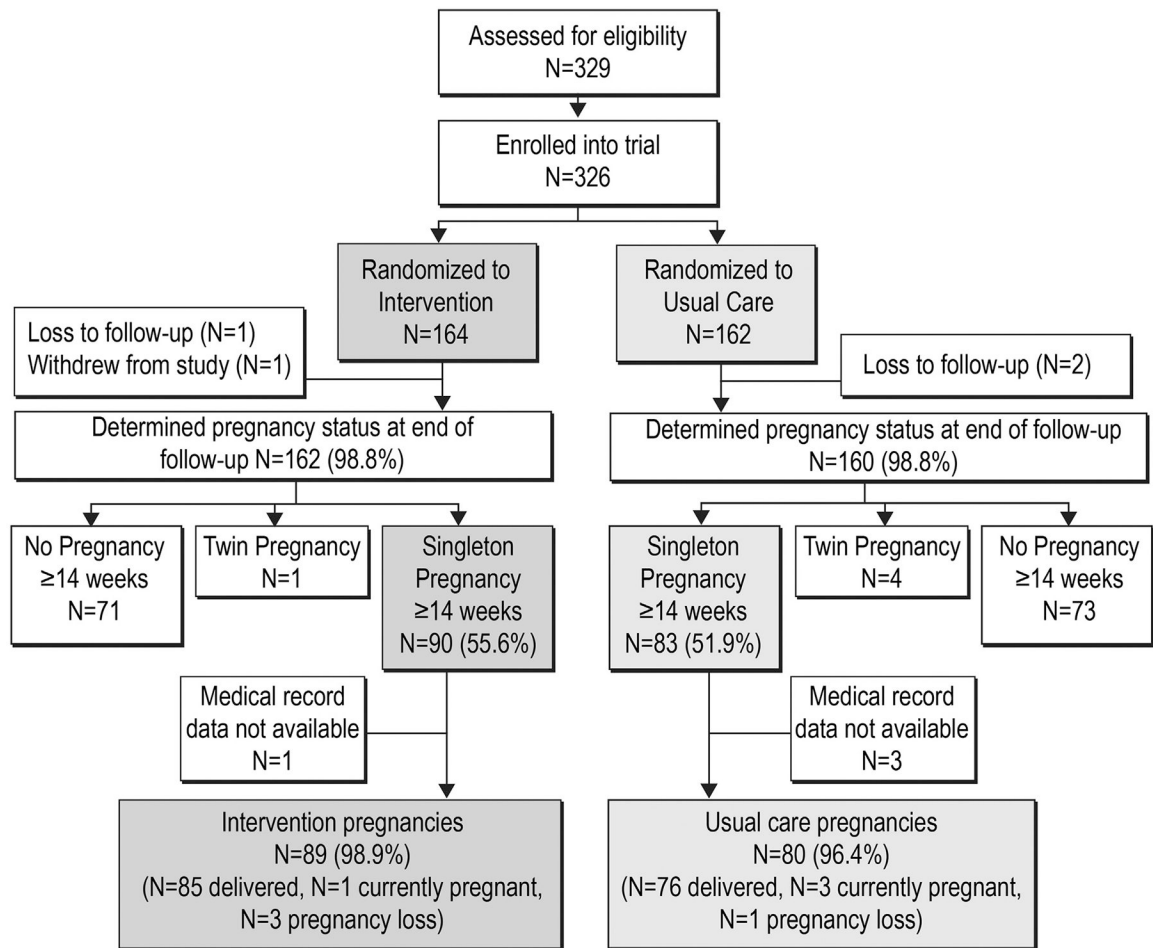 Assessed for eligibility
N=329
Enrolled into trial
N=326
Randomized to
Intervention
N=164
Randomized to
Usual Care
N=162
Loss to follow-up (N=1)
Withdrew from study (N=1)
Loss to follow-up (N=2)
Determined pregnancy status at end of
follow-up N=162 (98.8%)
Determined pregnancy status at end of follow-up
N=160 (98.8%)
No Pregnancy
≥14 weeks
N=71
Twin Pregnancy
N=1
Singleton
Pregnancy
≥14 weeks
N=90 (55.6%)
Singleton
Pregnancy
≥14 weeks
N=83 (51.9%)
Twin Pregnancy
N=4
No Pregnancy
≥14 weeks
N=73
Medical record
data not available
N=1
Medical record
data not available
N=3
Intervention pregnancies
N=89 (98.9%)
(N=85 delivered, N=1 currently pregnant,
N=3 pregnancy loss)
Usual care pregnancies
N=80 (96.4%)
(N=76 delivered, N=3 currently pregnant,
N=1 pregnancy loss)